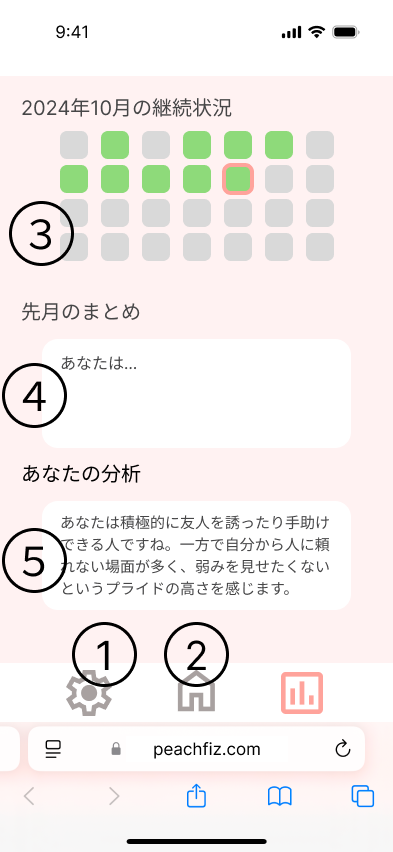 9:41
2024年10月の継続状況
③
先月のまとめ
あなたは...
④
あなたの分析
あなたは積極的に友人を誘ったり手助け
できる人ですね。一方で自分から人に頼
れない場面が多く、弱みを見せたくない
というプライドの高さを感じます。
⑤
① ②
peachfiz.com